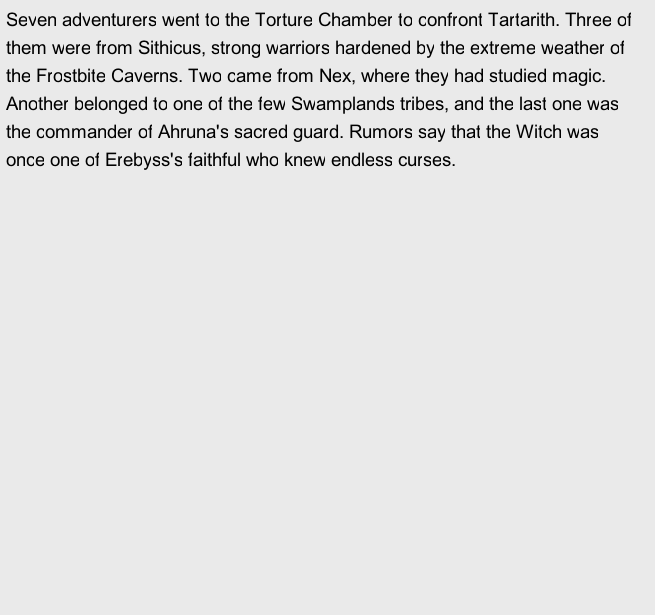 Seven adventurers went to the Torture Chamber to confront Tartarith. Three of
them were from Sithicus, strong warriors hardened by the extreme weather of
the Frostbite Caverns. Two came from Nex, where they had studied magic.
Another belonged to one of the few Swamplands tribes, and the last one was
the commander of Ahruna's sacred guard. Rumors say that the Witch was
once one of Erebyss's faithful who knew endless curses.